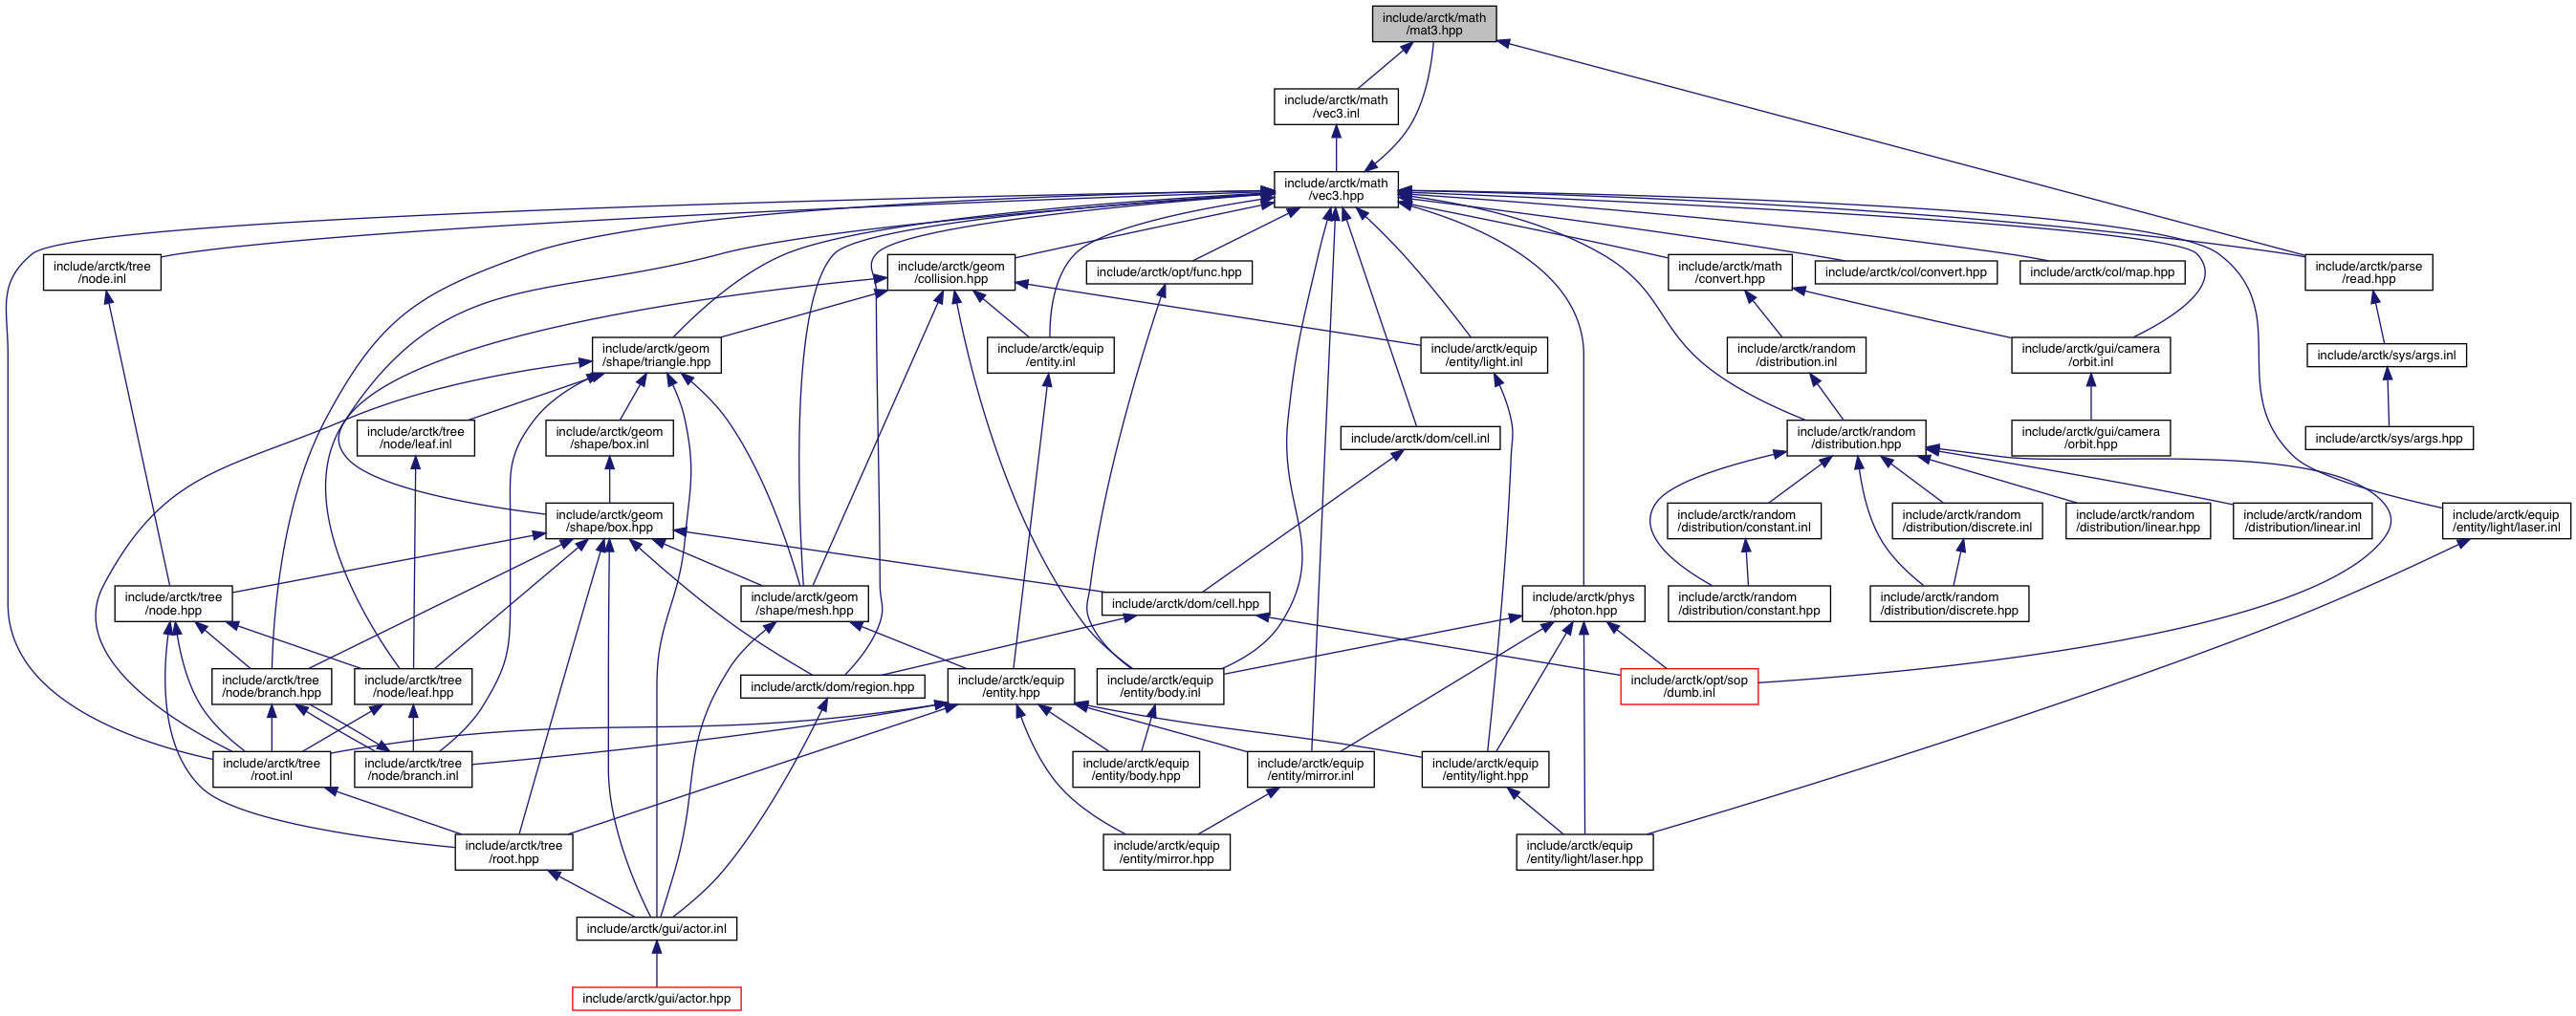 include/arctk/math
/mat3.hpp
include/arctk/math
/vec3.inl
include/arctk/math
/vec3.hpp
include/arctk/tree
/node.inl
include/arctk/geom
/collision.hpp
include/arctk/opt/func.hpp
include/arctk/math
/convert.hpp
include/arctk/col/convert.hpp
include/arctk/col/map.hpp
include/arctk/parse
/read.hpp
include/arctk/geom
/shape/triangle.hpp
include/arctk/equip
/entity.inl
include/arctk/equip
/entity/light.inl
include/arctk/random
/distribution.inl
include/arctk/gui/camera
/orbit.inl
include/arctk/sys/args.inl
include/arctk/tree
/node/leaf.inl
include/arctk/geom
/shape/box.inl
include/arctk/dom/cell.inl
include/arctk/random
/distribution.hpp
include/arctk/gui/camera
/orbit.hpp
include/arctk/sys/args.hpp
include/arctk/geom
/shape/box.hpp
include/arctk/random
/distribution/constant.inl
include/arctk/random
/distribution/discrete.inl
include/arctk/random
/distribution/linear.hpp
include/arctk/random
/distribution/linear.inl
include/arctk/equip
/entity/light/laser.inl
include/arctk/tree
/node.hpp
include/arctk/geom
/shape/mesh.hpp
include/arctk/dom/cell.hpp
include/arctk/phys
/photon.hpp
include/arctk/random
/distribution/constant.hpp
include/arctk/random
/distribution/discrete.hpp
include/arctk/tree
/node/branch.hpp
include/arctk/tree
/node/leaf.hpp
include/arctk/dom/region.hpp
include/arctk/equip
/entity.hpp
include/arctk/equip
/entity/body.inl
include/arctk/opt/sop
/dumb.inl
include/arctk/tree
/root.inl
include/arctk/tree
/node/branch.inl
include/arctk/equip
/entity/body.hpp
include/arctk/equip
/entity/mirror.inl
include/arctk/equip
/entity/light.hpp
include/arctk/tree
/root.hpp
include/arctk/equip
/entity/mirror.hpp
include/arctk/equip
/entity/light/laser.hpp
include/arctk/gui/actor.inl
include/arctk/gui/actor.hpp